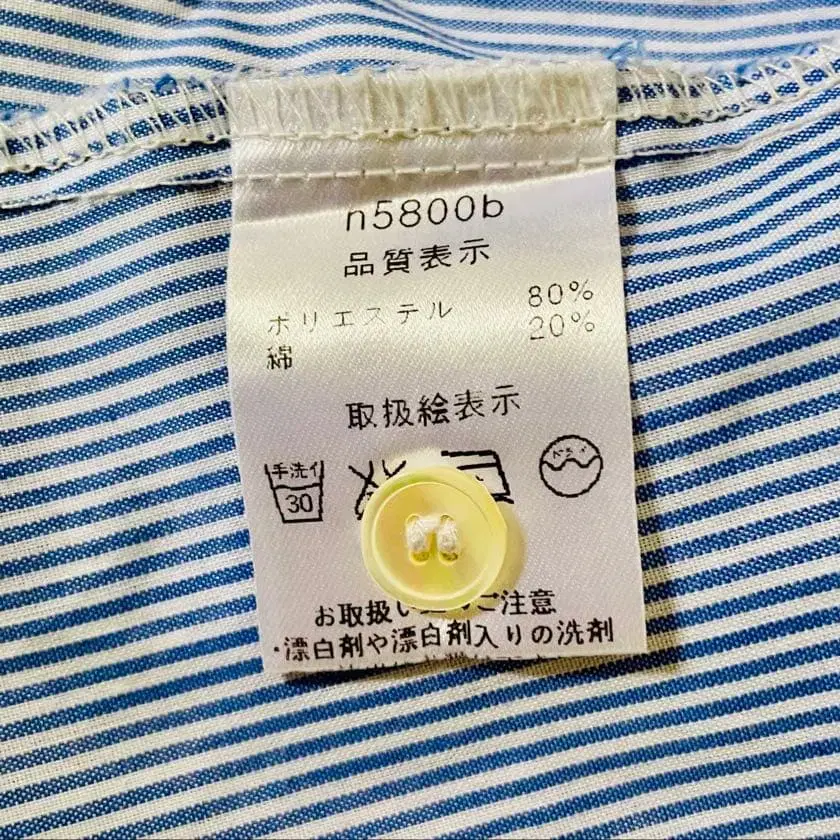 n5800b
品質表示
ポリエステル 80%
綿 20%
取扱絵表示
手洗イ
30
お取扱い上のご注意
・漂白剤や漂白剤入りの洗剤